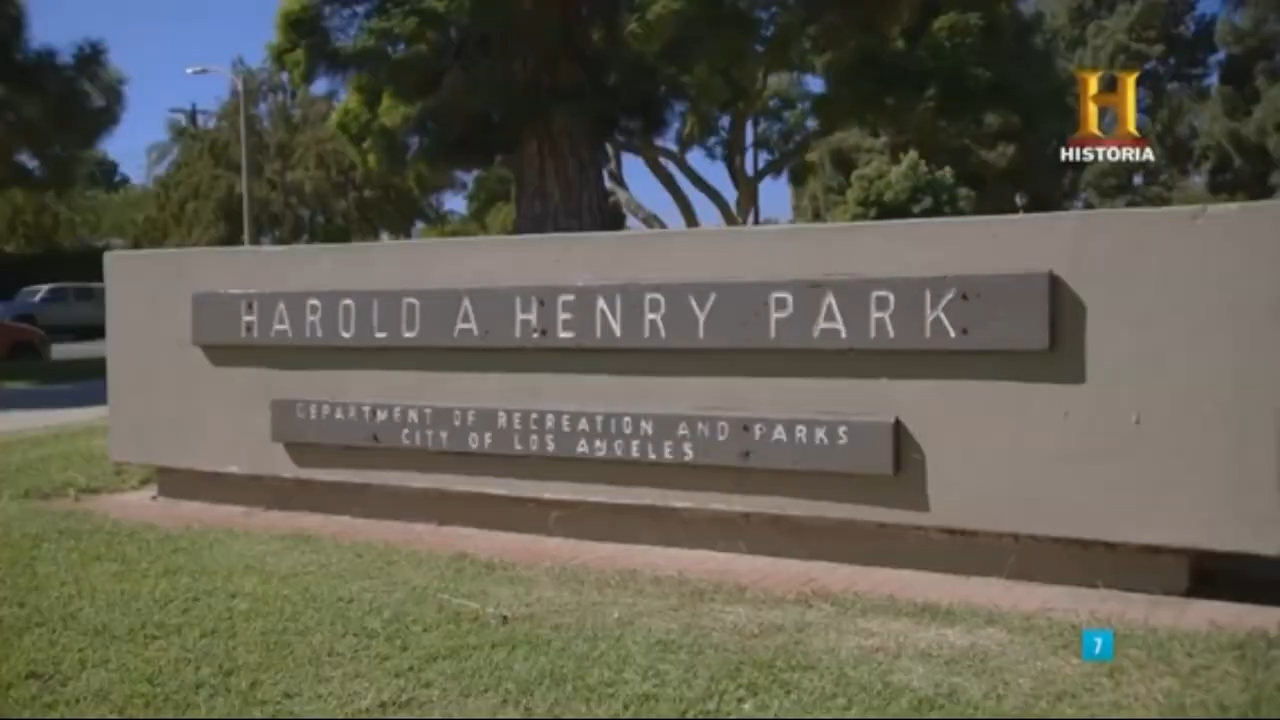 H
HISTORIA
HAROLD A HENRY PARK
DEPARTMENT OF RECREATION AND PARKS
CITY OF LOS ANGELES
7